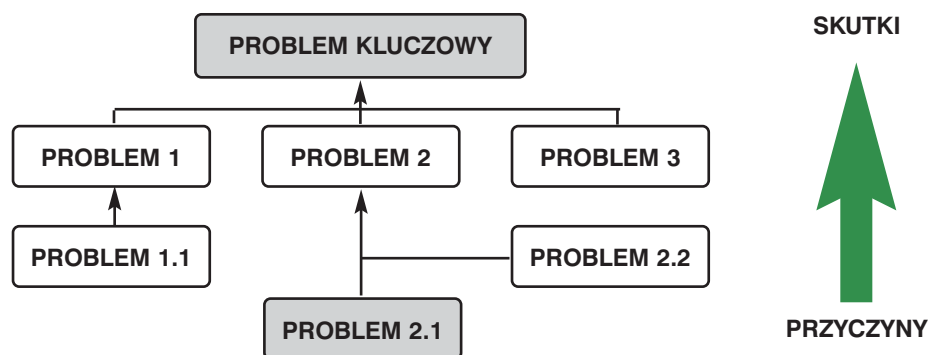 PROBLEM KLUCZOWY
SKUTKI
PROBLEM 1
PROBLEM 2
PROBLEM 3
PROBLEM 1.1
PROBLEM 2.2
PROBLEM 2.1
PRZYCZYNY